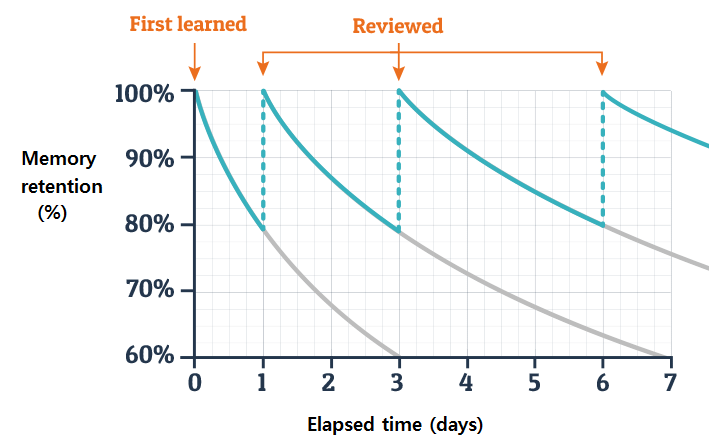 First learned
Reviewed
100%
90%
80%
70%
60%
Memory
retention
(%)
0 1 2 3 4 5 6 7
Elapsed time (days)